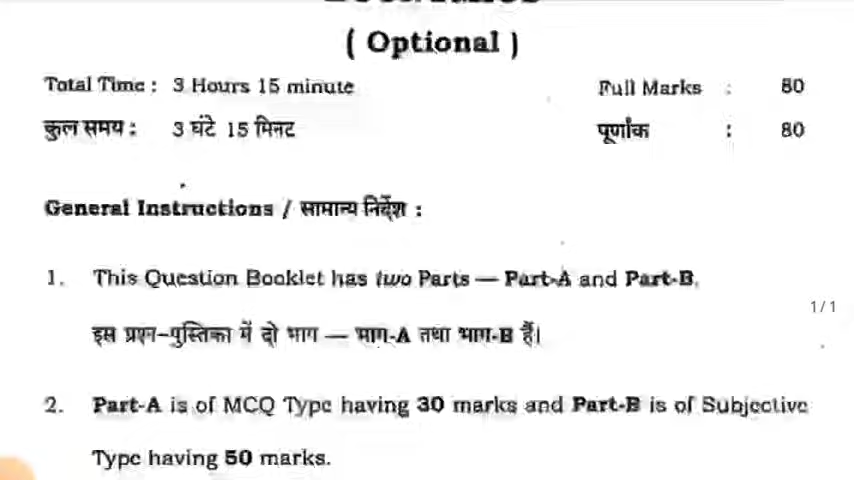 ( Optional )
Total Time : 3 Hours 15 minute Full Marks : 80
कुल समय : 3 घंटे 15 मिनट पूर्णांक : 80
General Instructions / सामान्य निर्देश :
1. This Question Booklet has two Parts — Part-A and Part-B.
इस प्रश्न-पुस्तिका में दो भाग — भाग-A तथा भाग-B हैं।
1/1
2. Part-A is of MCQ Type having 30 marks and Part-B is of Subjective
Type having 50 marks.